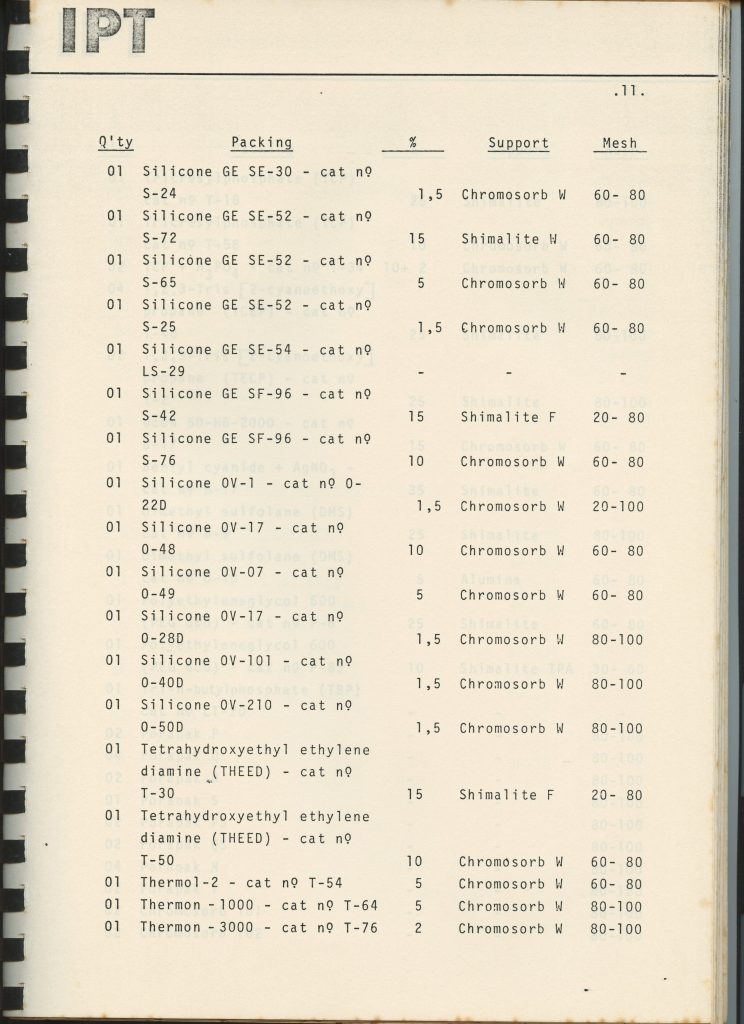 IPT
.11.
Q'ty Packing % Support Mesh
01 Silicone GE SE-30 - cat nº
S-24 1,5 Chromosorb W 60- 80
01 Silicone GE SE-52 - cat nº
S-72 15 Shimalite W 60- 80
01 Silicone GE SE-52 - cat nº
S-65 5 Chromosorb W 60- 80
01 Silicone GE SE-52 - cat nº
S-25 1,5 Chromosorb W 60- 80
01 Silicone GE SE-54 - cat nº
LS-29 - - -
01 Silicone GE SF-96 - cat nº
S-42 15 Shimalite F 20- 80
01 Silicone GE SF-96 - cat nº
S-76 10 Chromosorb W 60- 80
01 Silicone OV-1 - cat nº O-
22D 1,5 Chromosorb W 20-100
01 Silicone OV-17 - cat nº
O-48 10 Chromosorb W 60- 80
01 Silicone OV-07 - cat nº
O-49 5 Chromosorb W 60- 80
01 Silicone OV-17 - cat nº
O-28D 1,5 Chromosorb W 80-100
01 Silicone OV-101 - cat nº
O-40D 1,5 Chromosorb W 80-100
01 Silicone OV-210 - cat nº
O-50D 1,5 Chromosorb W 80-100
01 Tetrahydroxyethyl ethylene
diamine (THEED) - cat nº
T-30 15 Shimalite F 20- 80
01 Tetrahydroxyethyl ethylene
diamine (THEED) - cat nº
T-50 10 Chromosorb W 60- 80
01 Thermol-2 - cat nº T-54 5 Chromosorb W 60- 80
01 Thermon - 1000 - cat nº T-64 5 Chromosorb W 80-100
01 Thermon - 3000 - cat nº T-76 2 Chromosorb W 80-100